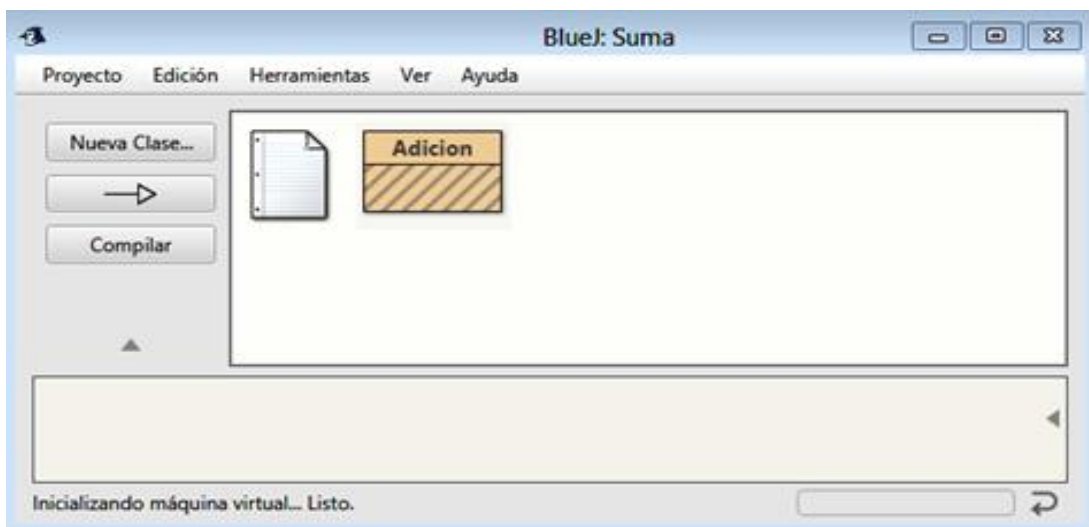 BlueJ: Suma
Proyecto Edición Herramientas Ver Ayuda
Nueva Clase...
Adicion
Compilar
Inicializando máquina virtual... Listo.